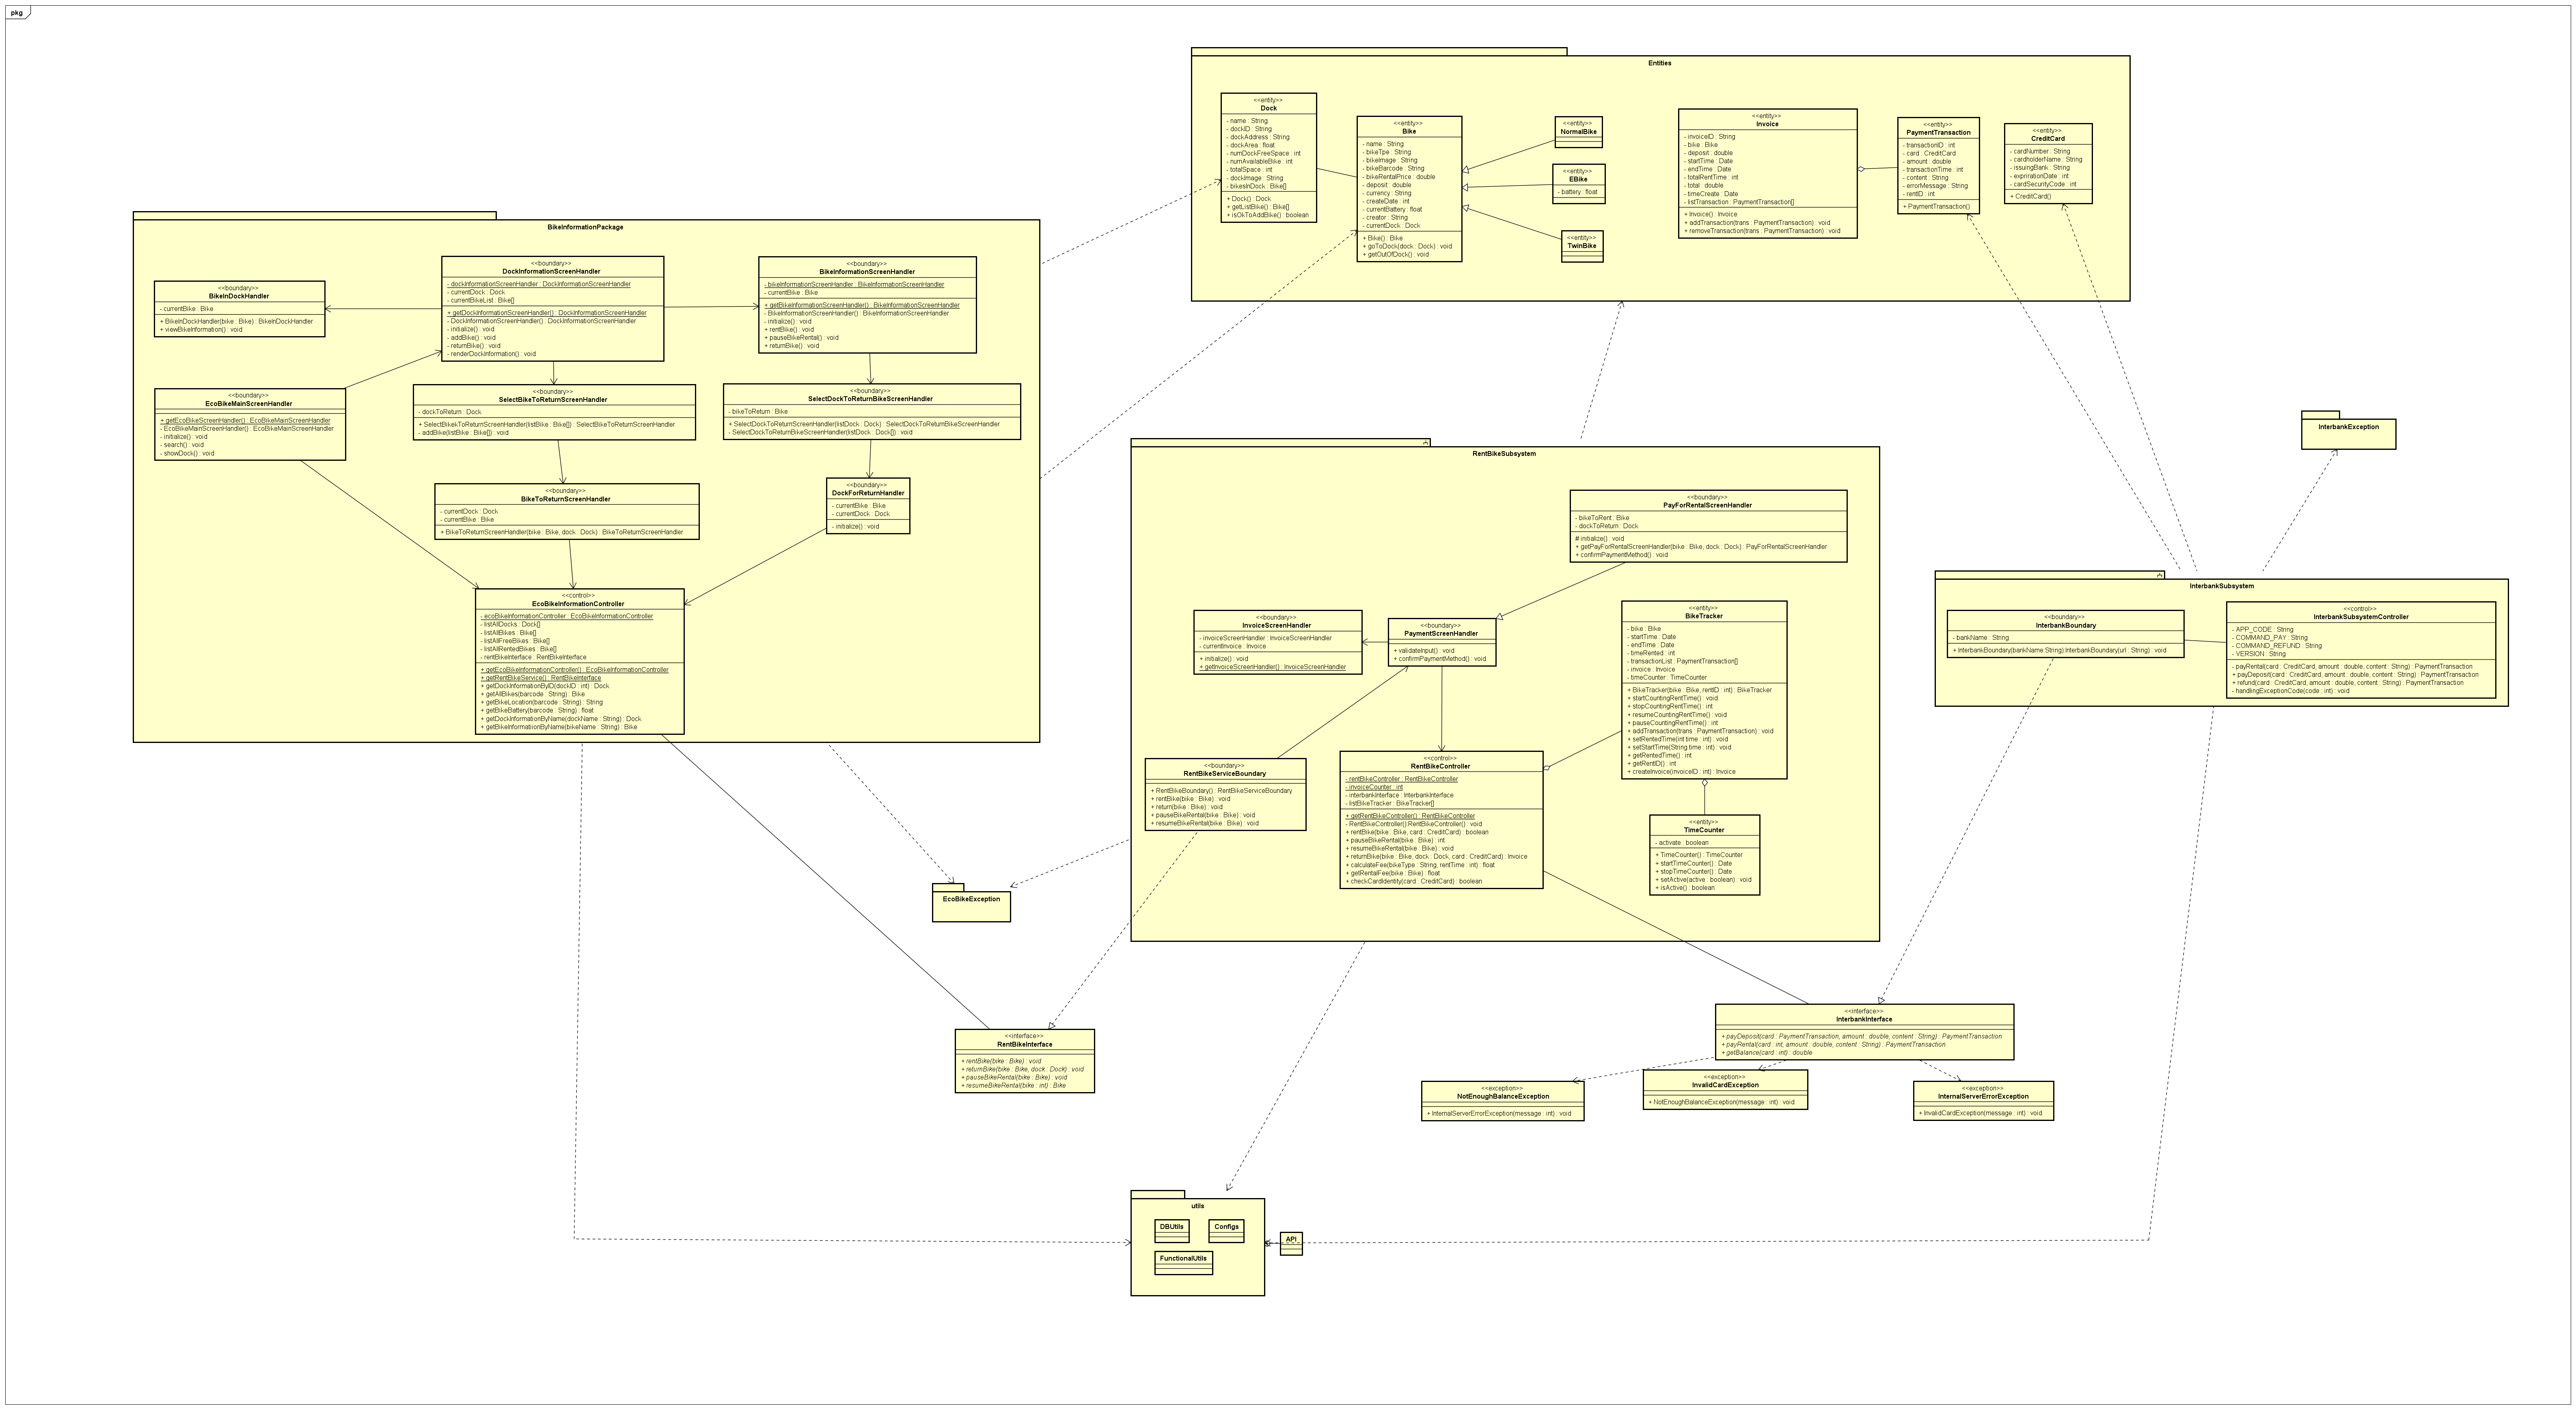 pkg
Entities
<<entity>>
Dock
- name : String
- dockID : String
- dockAddress : String
- dockArea : float
- numDockFreeSpace : int
- numAvailableBike : int
- totalSpace : int
- dockImage : String
- bikesInDock : Bike[]
+ Dock() : Dock
+ getListBike() : Bike[]
+ isOkToAddBike() : boolean
<<entity>>
Bike
- name : String
- bikeTpe : String
- bikeImage : String
- bikeBarcode : String
- bikeRentalPrice : double
- deposit : double
- currency : String
- createDate : int
- currentBattery : float
- creator : String
- currentDock : Dock
+ Bike() : Bike
+ goToDock(dock : Dock) : void
+ getOutOfDock() : void
<<entity>>
NormalBike
<<entity>>
EBike
- battery : float
<<entity>>
TwinBike
<<entity>>
Invoice
- invoiceID : String
- bike : Bike
- deposit : double
- startTime : Date
- endTime : Date
- totalRentTime : int
- total : double
- timeCreate : Date
- listTransaction : PaymentTransaction[]
+ Invoice() : Invoice
+ addTransaction(trans : PaymentTransaction) : void
+ removeTransaction(trans : PaymentTransaction) : void
<<entity>>
PaymentTransaction
- transactionID : int
- card : CreditCard
- amount : double
- transactionTime : int
- content : String
- errorMessage : String
- rentID : int
+ PaymentTransaction()
<<entity>>
CreditCard
- cardNumber : String
- cardholderName : String
- issuingBank : String
- exprirationDate : int
- cardSecurityCode : int
+ CreditCard()
BikeInformationPackage
<<boundary>>
BikeInDockHandler
- currentBike : Bike
+ BikeInDockHandler(bike : Bike) : BikeInDockHandler
+ viewBikeInformation() : void
<<boundary>>
DockInformationScreenHandler
- dockInformationScreenHandler : DockInformationScreenHandler
- currentDock : Dock
- currentBikeList : Bike[]
+ getDockInformationScreenHandler() : DockInformationScreenHandler
- DockInformationScreenHandler() : DockInformationScreenHandler
- initialize() : void
- addBike() : void
- returnBike() : void
- renderDockInformation() : void
<<boundary>>
BikeInformationScreenHandler
- bikeInformationScreenHandler : BikeInformationScreenHandler
- currentBike : Bike
+ getBikeInformationScreenHandler() : BikeInformationScreenHandler
- BikeInformationScreenHandler() : BikeInformationScreenHandler
- initialize() : void
+ rentBike() : void
+ pauseBikeRental() : void
+ returnBike() : void
<<boundary>>
EcoBikeMainScreenHandler
+ getEcoBikeScreenHandler() : EcoBikeMainScreenHandler
- EcoBikeMainScreenHandler() : EcoBikeMainScreenHandler
- initialize() : void
- search() : void
- showDock() : void
<<boundary>>
SelectBikeToReturnScreenHandler
- dockToReturn : Dock
+ SelectBikekToReturnScreenHandler(listBike : Bike[]) : SelectBikeToReturnScreenHandler
- addBike(listBike : Bike[]) : void
<<boundary>>
SelectDockToReturnBikeScreenHandler
- bikeToReturn : Bike
+ SelectDockToReturnScreenHandler(listDock : Dock) : SelectDockToReturnBikeScreenHandler
- SelectDockToReturnBikeScreenHandler(listDock : Dock[]) : void
<<boundary>>
BikeToReturnScreenHandler
- currentDock : Dock
- currentBike : Bike
+ BikeToReturnScreenHandler(bike : Bike, dock : Dock) : BikeToReturnScreenHandler
<<boundary>>
DockForReturnHandler
- currentBike : Bike
- currentDock : Dock
- initialize() : void
<<control>>
EcoBikeInformationController
- ecoBikeInformationController : EcoBikeInformationController
- listAllDocks : Dock[]
- listAllBikes : Bike[]
- listAllFreeBikes : Bike[]
- listAllRentedBikes : Bike[]
- rentBikeInterface : RentBikeInterface
+ getEcoBikeInformationController() : EcoBikeInformationController
+ getRentBikeService() : RentBikeInterface
+ getDockInformationByID(dockID : int) : Dock
+ getAllBikes(barcode : String) : Bike
+ getBikeLocation(barcode : String) : String
+ getBikeBattery(barcode : String) : float
+ getDockInformationByName(dockName : String) : Dock
+ getBikeInformtionByName(bikeName : String) : Bike
RentBikeSubsystem
<<boundary>>
PayForRentalScreenHandler
- bikeToRent : Bike
- dockToReturn : Dock
# initialize() : void
+ getPayForRentalScreenHandler(bike : Bike, dock : Dock) : PayForRentalScreenHandler
+ confirmPaymentMethod() : void
<<boundary>>
InvoiceScreenHandler
- invoiceScreenHandler : InvoiceScreenHandler
- currentInvoice : Invoice
+ initialize() : void
+ getInvoiceScreenHandler() : InvoiceScreenHandler
<<boundary>>
PaymentScreenHandler
+ validateInput() : void
+ confirmPaymentMethod() : void
<<entity>>
BikeTracker
- bike : Bike
- startTime : Date
- endTime : Date
- timeRented : int
- transactionList : PaymentTransaction[]
- invoice : Invoice
- timeCounter : TimeCounter
+ BikeTracker(bike : Bike, rentID : int) : BikeTracker
+ startCountingRentTime() : void
+ stopCountingRentTime() : int
+ resumeCountingRentTime() : void
+ pauseCountingRentTime() : int
+ addTransaction(trans : PaymentTransaction) : void
+ setRentedTime(int time : int) : void
+ setStartTime(String time : int) : void
+ getRentedTime() : int
+ getRentID() : int
+ createInvoice(invoiceID : int) : Invoice
<<boundary>>
RentBikeServiceBoundary
+ RentBikeBoundary() : RentBikeServiceBoundary
+ rentBike(bike : Bike) : void
+ return(bike : Bike) : void
+ pauseBikeRental(bike : Bike) : void
+ resumeBikeRental(bike : Bike) : void
<<control>>
RentBikeController
- rentBikeController : RentBikeController
- invoiceCounter : int
- interbankInterface : InterbankInterface
- listBikeTracker : BikeTracker[]
+ getRentBikeController() : RentBikeController
- RentBikeController():RentBikeController() : void
+ rentBike(bike : Bike, card : CreditCard) : boolean
+ pauseBikeRental(bike : Bike) : int
+ resumeBikeRental(bike : Bike) : void
+ returnBike(bike : Bike, dock : Dock, card : CreditCard) : Invoice
+ calculateFee(bikeType : String, rentTime : int) : float
+ getRentalFee(bike : Bike) : float
+ checkCardIdentity(card : CreditCard) : boolean
<<entity>>
TimeCounter
- activate : boolean
+ TimeCounter() : TimeCounter
+ startTimeCounter() : Date
+ stopTimeCounter() : Date
+ setActive(active : boolean) : void
+ isActive() : boolean
InterbankException
InterbankSubsystem
<<boundary>>
InterbankBoundary
- bankName : String
+ InterbankBoundary(bankName:String):InterbankBoundary(url : String) : void
<<control>>
InterbankSubsystemController
- APP_CODE : String
- COMMAND_PAY : String
- COMMAND_REFUND : String
- VERSION : String
- payRental(card : CreditCard, amount : double, content : String) : PaymentTransaction
+ payDeposit(card : CreditCard, amount : double, content : String) : PaymentTransaction
+ refund(card : CreditCard, amount : double, content : String) : PaymentTransaction
- handlingExceptionCode(code : int) : void
EcoBikeException
<<interface>>
RentBikeInterface
+ rentBike(bike : Bike) : void
+ returnBike(bike : Bike, dock : Dock) : void
+ pauseBikeRental(bike : Bike) : void
+ resumeBikeRental(bike : int) : Bike
<<interface>>
InterbankInterface
+ payDeposit(card : PaymentTransaction, amount : double, content : String) : PaymentTransaction
+ payRental(card : int, amount : double, content : String) : PaymentTransaction
+ getBalance(card : int) : double
<<exception>>
NotEnoughBalanceException
+ InternalServerErrorException(message : int) : void
<<exception>>
InvalidCardException
+ NotEnoughBalanceException(message : int) : void
<<exception>>
InternalServerErrorException
+ InvalidCardException(message : int) : void
utils
DBUtils
Configs
FunctionalUtils
API